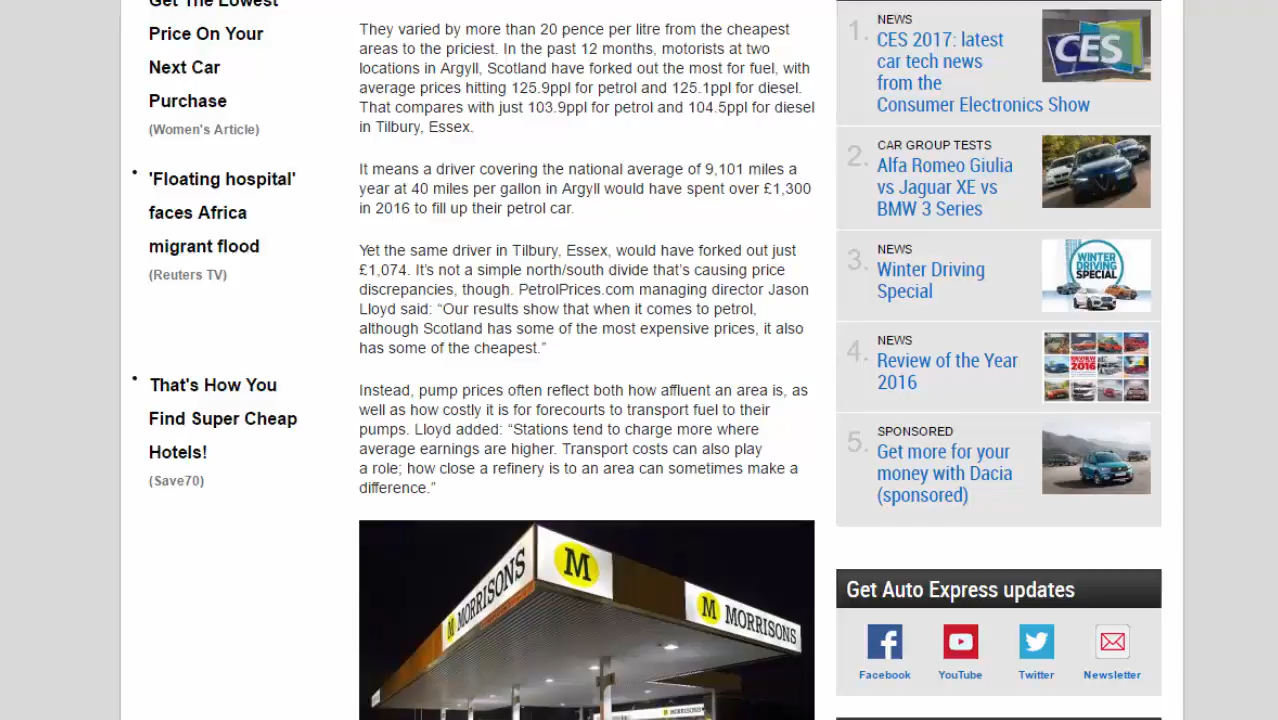 Get The Lowest
Price On Your
Next Car
Purchase
(Women's Article)
'Floating hospital'
faces Africa
migrant flood
(Reuters TV)
That's How You
Find Super Cheap
Hotels!
(Save70)
They varied by more than 20 pence per litre from the cheapest
areas to the priciest. In the past 12 months, motorists at two
locations in Argyll, Scotland have forked out the most for fuel, with
average prices hitting 125.9ppl for petrol and 125.1ppl for diesel.
That compares with just 103.9ppl for petrol and 104.5ppl for diesel
in Tilbury, Essex.
It means a driver covering the national average of 9,101 miles a
year at 40 miles per gallon in Argyll would have spent over £1,300
in 2016 to fill up their petrol car.
Yet the same driver in Tilbury, Essex, would have forked out just
£1,074. It’s not a simple north/south divide that’s causing price
discrepancies, though. PetrolPrices.com managing director Jason
Lloyd said: “Our results show that when it comes to petrol,
although Scotland has some of the most expensive prices, it also
has some of the cheapest.”
Instead, pump prices often reflect both how affluent an area is, as
well as how costly it is for forecourts to transport fuel to their
pumps. Lloyd added: “Stations tend to charge more where
average earnings are higher. Transport costs can also play
a role; how close a refinery is to an area can sometimes make a
difference.”
M MORRISONS
M
M MORRISONS
MORRISONS
1. NEWS
CES 2017: latest
car tech news
from the
Consumer Electronics Show
CES
2. CAR GROUP TESTS
Alfa Romeo Giulia
vs Jaguar XE vs
BMW 3 Series
3. NEWS
Winter Driving
Special
WINTER
DRIVING
SPECIAL
4. NEWS
Review of the Year
2016
REVIEW
2016
5. SPONSORED
Get more for your
money with Dacia
(sponsored)
Get Auto Express updates
Facebook
YouTube
Twitter
Newsletter